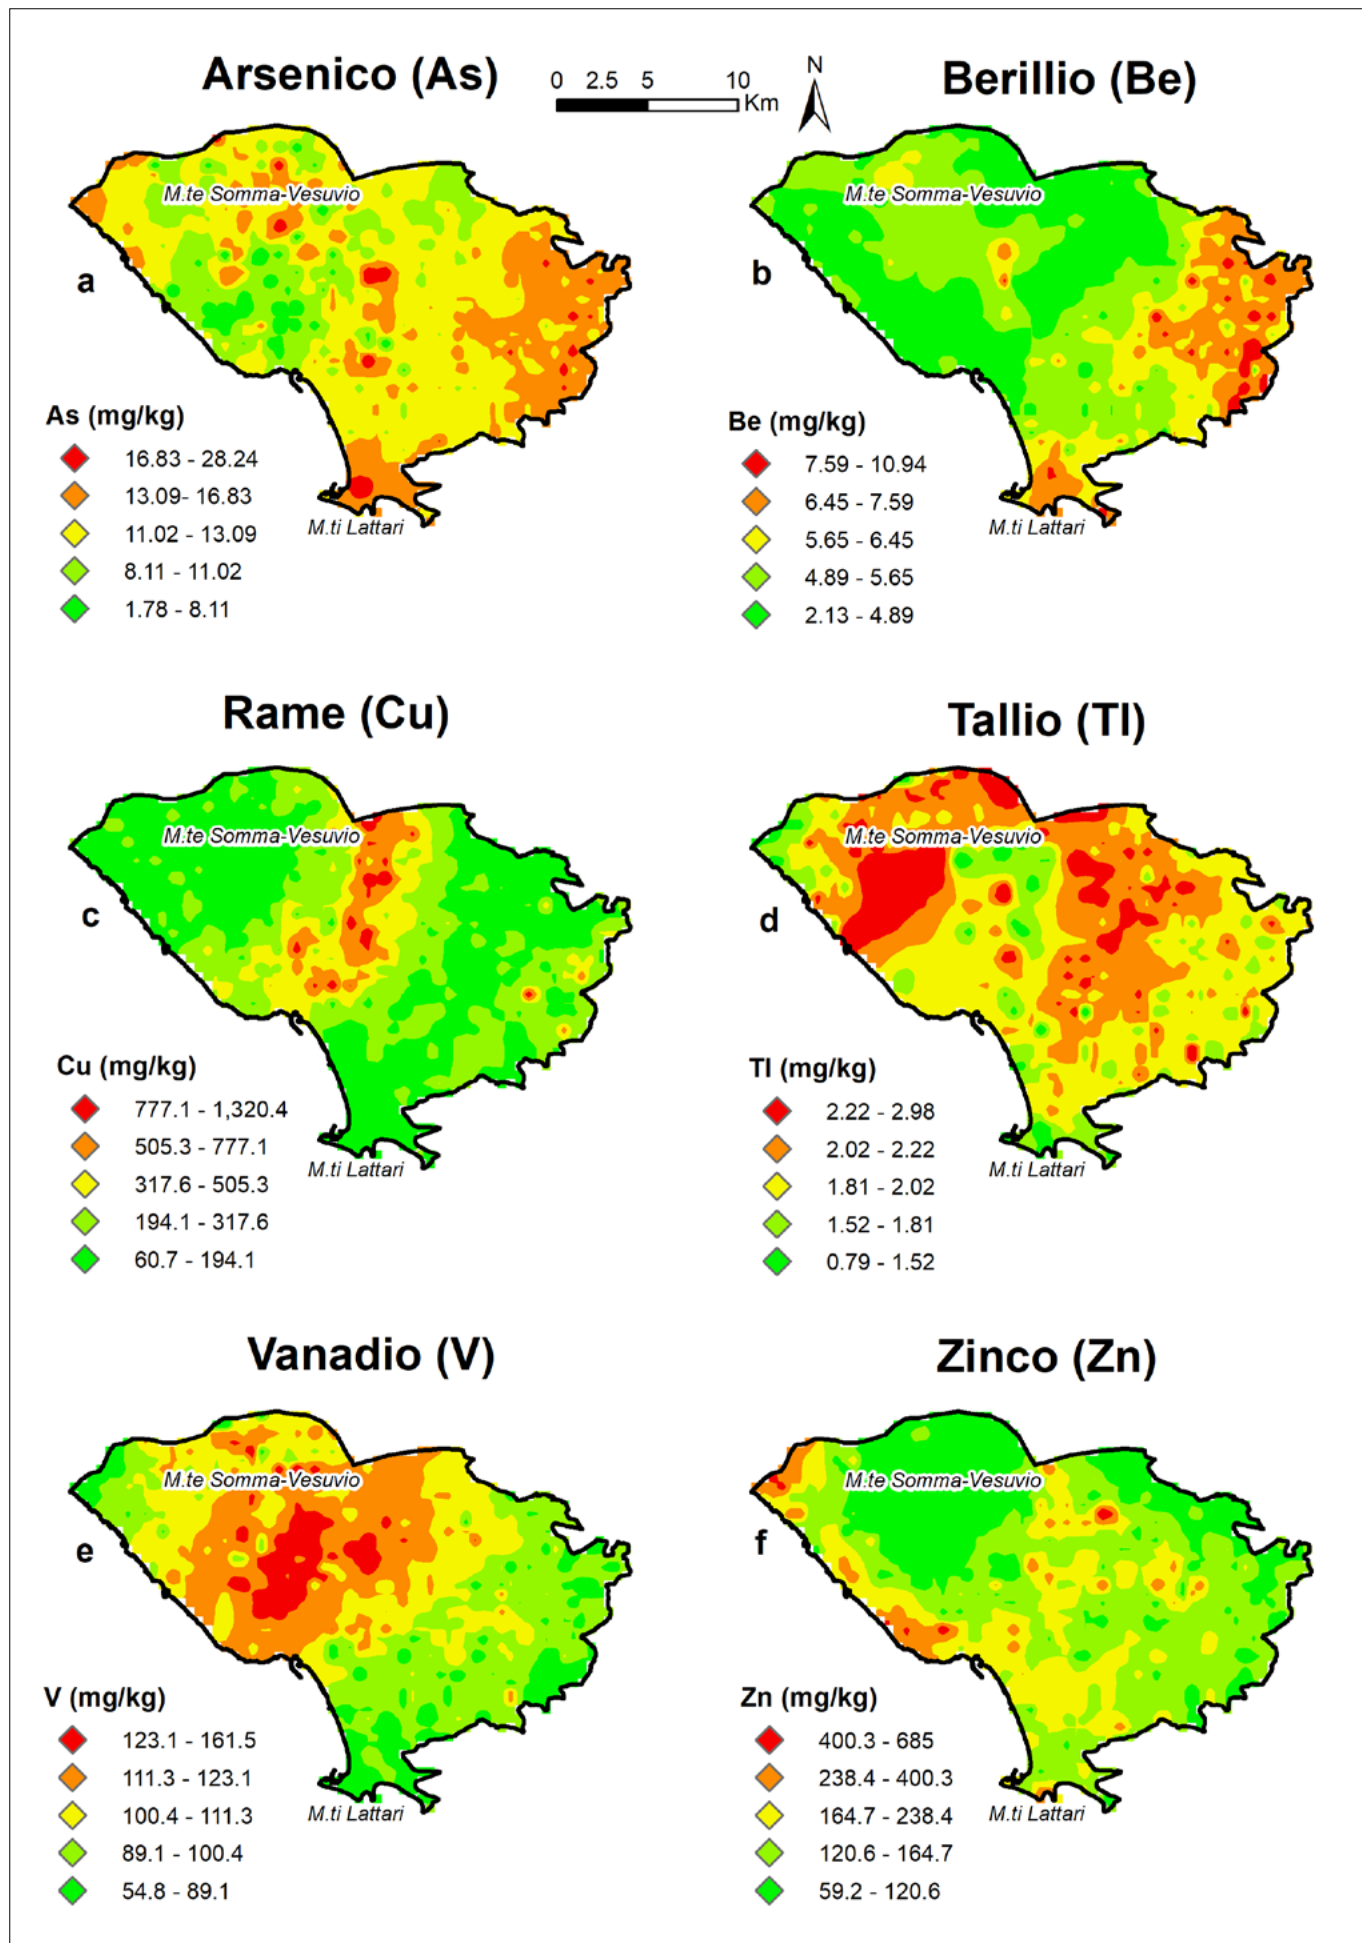 Arsenico (As)
0 2.5 5 10
Km
N
Berillio (Be)
M.te Somma-Vesuvio
a
As (mg/kg)
16.83 - 28.24
13.09- 16.83
11.02 - 13.09
8.11 - 11.02
1.78 - 8.11
M.ti Lattari
M.te Somma-Vesuvio
b
Be (mg/kg)
7.59 - 10.94
6.45 - 7.59
5.65 - 6.45
4.89 - 5.65
2.13 - 4.89
M.ti Lattari
Rame (Cu)
M.te Somma-Vesuvio
c
Cu (mg/kg)
777.1 - 1,320.4
505.3 - 777.1
317.6 - 505.3
194.1 - 317.6
60.7 - 194.1
M.ti Lattari
Tallio (Tl)
M.te Somma-Vesuvio
d
Tl (mg/kg)
2.22 - 2.98
2.02 - 2.22
1.81 - 2.02
1.52 - 1.81
0.79 - 1.52
M.ti Lattari
Vanadio (V)
M.te Somma-Vesuvio
e
V (mg/kg)
123.1 - 161.5
111.3 - 123.1
100.4 - 111.3
89.1 - 100.4
54.8 - 89.1
M.ti Lattari
Zinco (Zn)
M.te Somma-Vesuvio
f
Zn (mg/kg)
400.3 - 685
238.4 - 400.3
164.7 - 238.4
120.6 - 164.7
59.2 - 120.6
M.ti Lattari